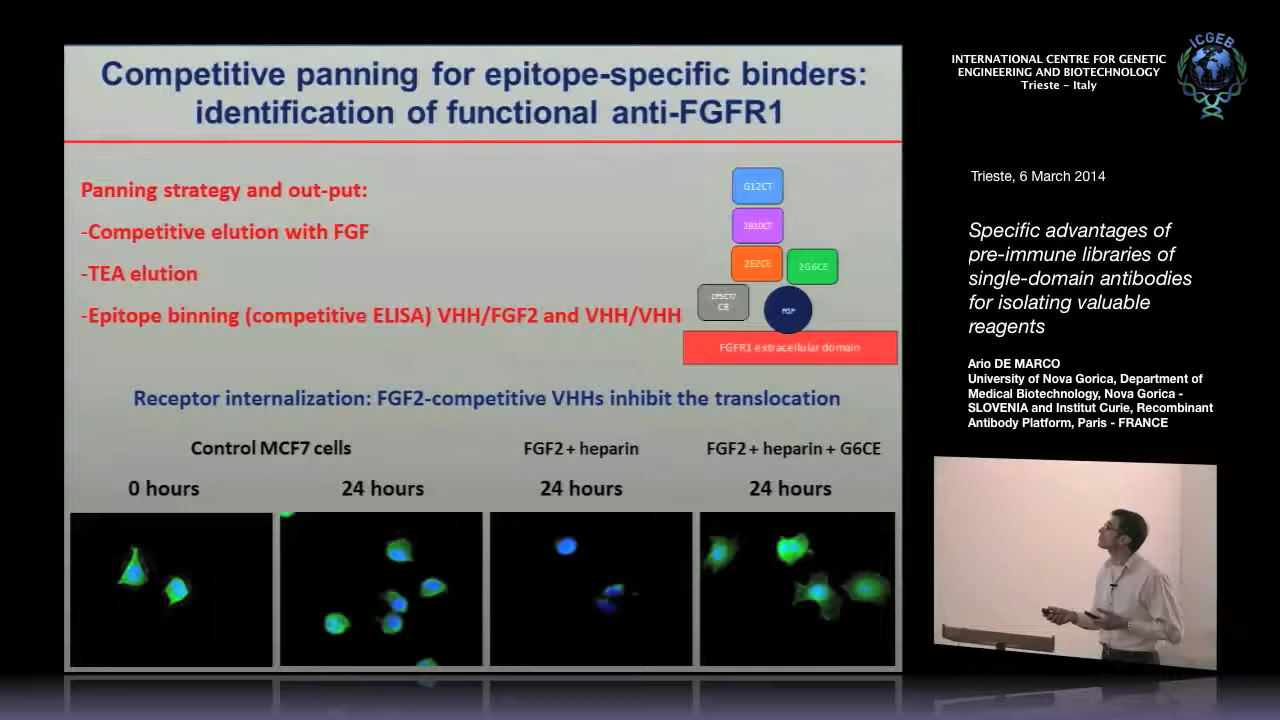 Competitive panning for epitope-specific binders:
identification of functional anti-FGFR1
Panning strategy and out-put:
-Competitive elution with FGF
-TEA elution
-Epitope binning (competitive ELISA) VHH/FGF2 and VHH/VHH
G12CT
2B10CT
2E2CE
2G6CE
C8
FGF
FGFR1 extracellular domain
Receptor internalization: FGF2-competitive VHHs inhibit the translocation
Control MCF7 cells
FGF2 + heparin
FGF2 + heparin + G6CE
0 hours
24 hours
24 hours
24 hours
ICGEB
INTERNATIONAL CENTRE FOR GENETIC
ENGINEERING AND BIOTECHNOLOGY
Trieste - Italy
Trieste, 6 March 2014
Specific advantages of
pre-immune libraries of
single-domain antibodies
for isolating valuable
reagents
Ario DE MARCO
University of Nova Gorica, Department of
Medical Biotechnology, Nova Gorica -
SLOVENIA and Institut Curie, Recombinant
Antibody Platform, Paris - FRANCE